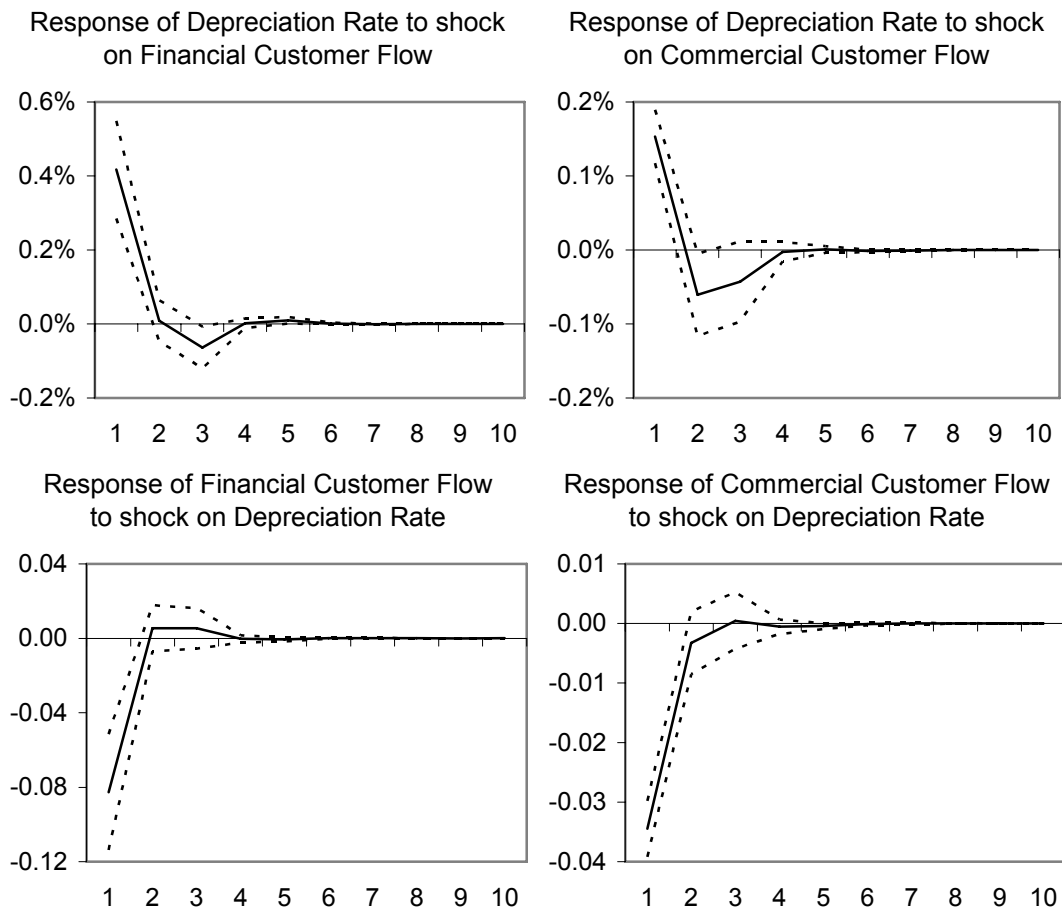 Response of Depreciation Rate to shock
on Financial Customer Flow
0.6%
0.4%
0.2%
0.0%
-0.2%
1 2 3 4 5 6 7 8 9 10
Response of Depreciation Rate to shock
on Commercial Customer Flow
0.2%
0.1%
0.0%
-0.1%
-0.2%
1 2 3 4 5 6 7 8 9 10
Response of Financial Customer Flow
to shock on Depreciation Rate
0.04
0.00
-0.04
-0.08
-0.12
1 2 3 4 5 6 7 8 9 10
Response of Commercial Customer Flow
to shock on Depreciation Rate
0.01
0.00
-0.01
-0.02
-0.03
-0.04
1 2 3 4 5 6 7 8 9 10